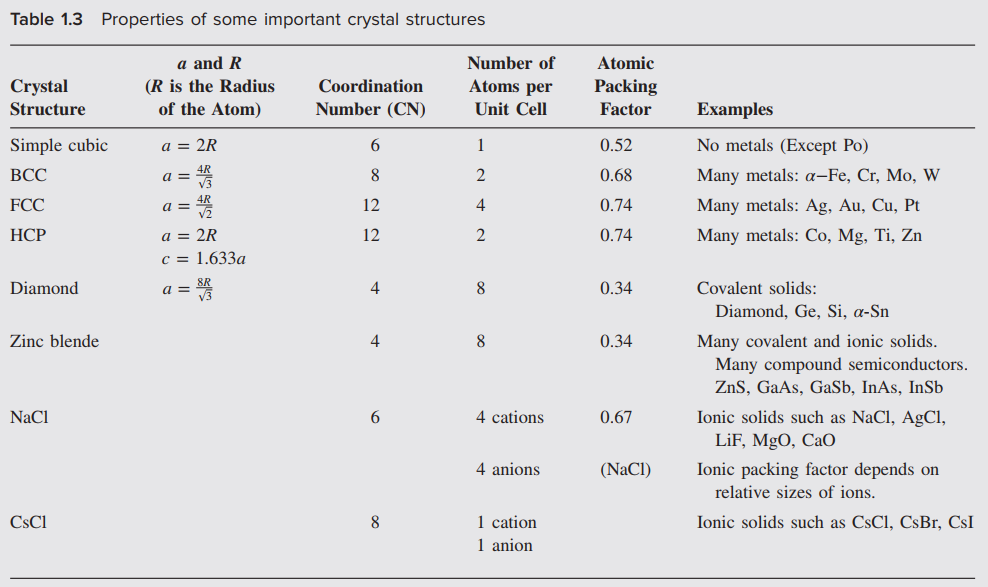 Table 1.3 Properties of some important crystal structures
a and R Number of Atomic
Crystal (R is the Radius Coordination Atoms per Packing
Structure of the Atom) Number (CN) Unit Cell Factor Examples
Simple cubic a = 2R 6 1 0.52 No metals (Except Po)
BCC a = 4R/√3 8 2 0.68 Many metals: α−Fe, Cr, Mo, W
FCC a = 4R/√2 12 4 0.74 Many metals: Ag, Au, Cu, Pt
HCP a = 2R 12 2 0.74 Many metals: Co, Mg, Ti, Zn
c = 1.633a
Diamond a = 8R/√3 4 8 0.34 Covalent solids:
Diamond, Ge, Si, α-Sn
Zinc blende 4 8 0.34 Many covalent and ionic solids.
Many compound semiconductors.
ZnS, GaAs, GaSb, InAs, InSb
NaCl 6 4 cations 0.67 Ionic solids such as NaCl, AgCl,
LiF, MgO, CaO
4 anions (NaCl) Ionic packing factor depends on
relative sizes of ions.
CsCl 8 1 cation Ionic solids such as CsCl, CsBr, CsI
1 anion